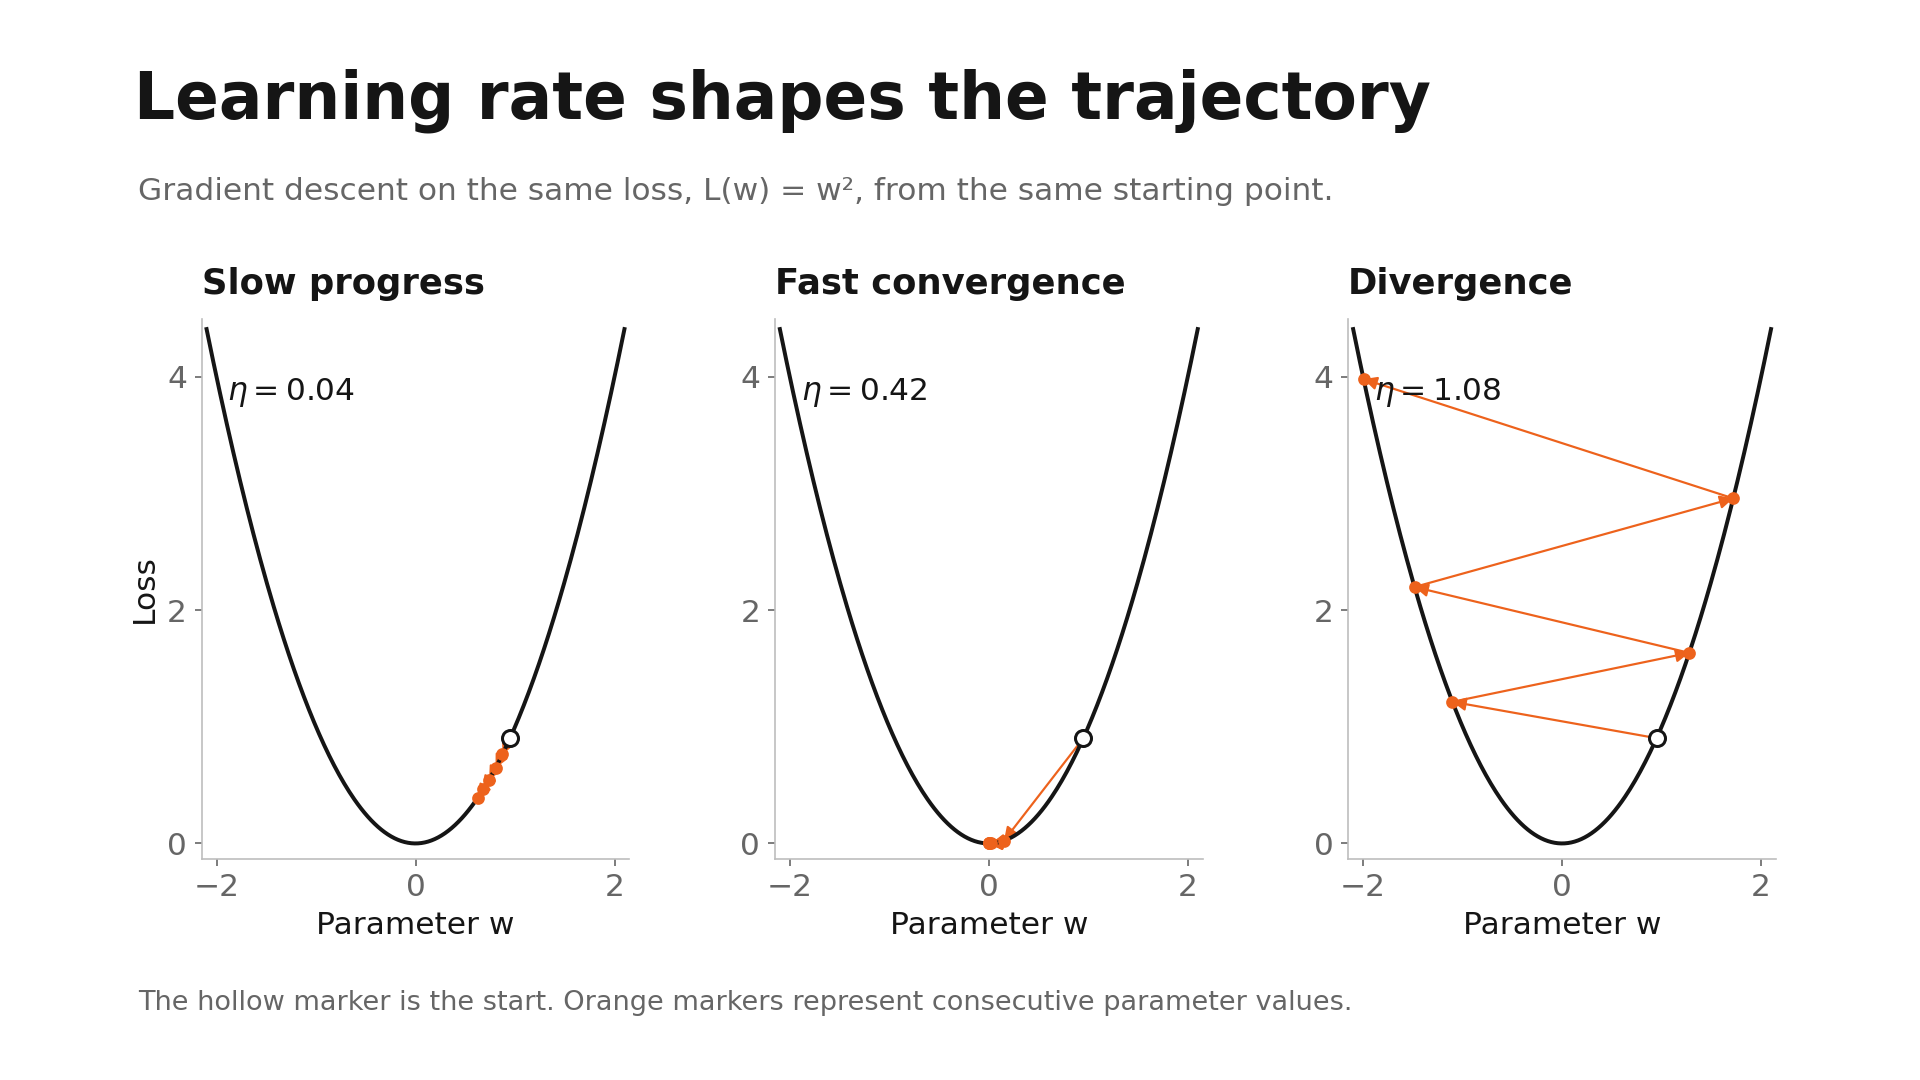 Learning rate shapes the trajectory
Gradient descent on the same loss, L(w) = w², from the same starting point.
Slow progress
η = 0.04
4
2
0
Loss
−2 0 2
Parameter w
Fast convergence
η = 0.42
4
2
0
−2 0 2
Parameter w
Divergence
η = 1.08
4
2
0
−2 0 2
Parameter w
The hollow marker is the start. Orange markers represent consecutive parameter values.